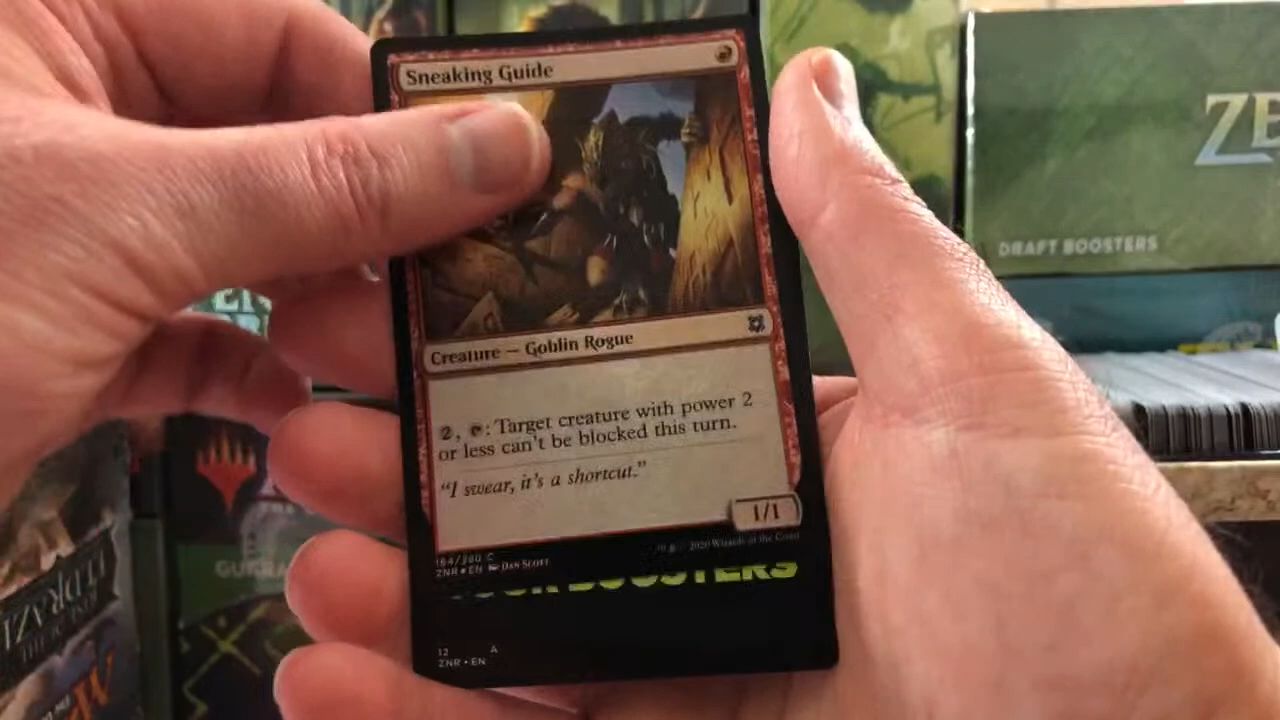 Sneaking Guide
Creature — Goblin Rogue
2, : Target creature with power 2
or less can't be blocked this turn.
"I swear, it's a shortcut."
1/1
164/280 C
ZNR • EN DAN SCOTT
2020 Wizards of the Coast
BOOSTERS
12 A
ZNR • EN
ZE
DRAFT BOOSTERS